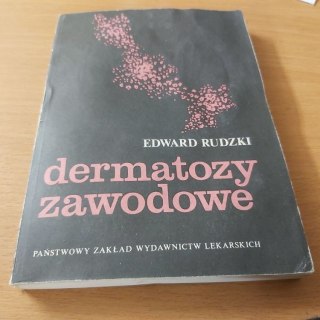 EDWARD RUDZKI
dermatozy
zawodowe
PAŃSTWOWY ZAKŁAD WYDAWNICTW LEKARSKICH